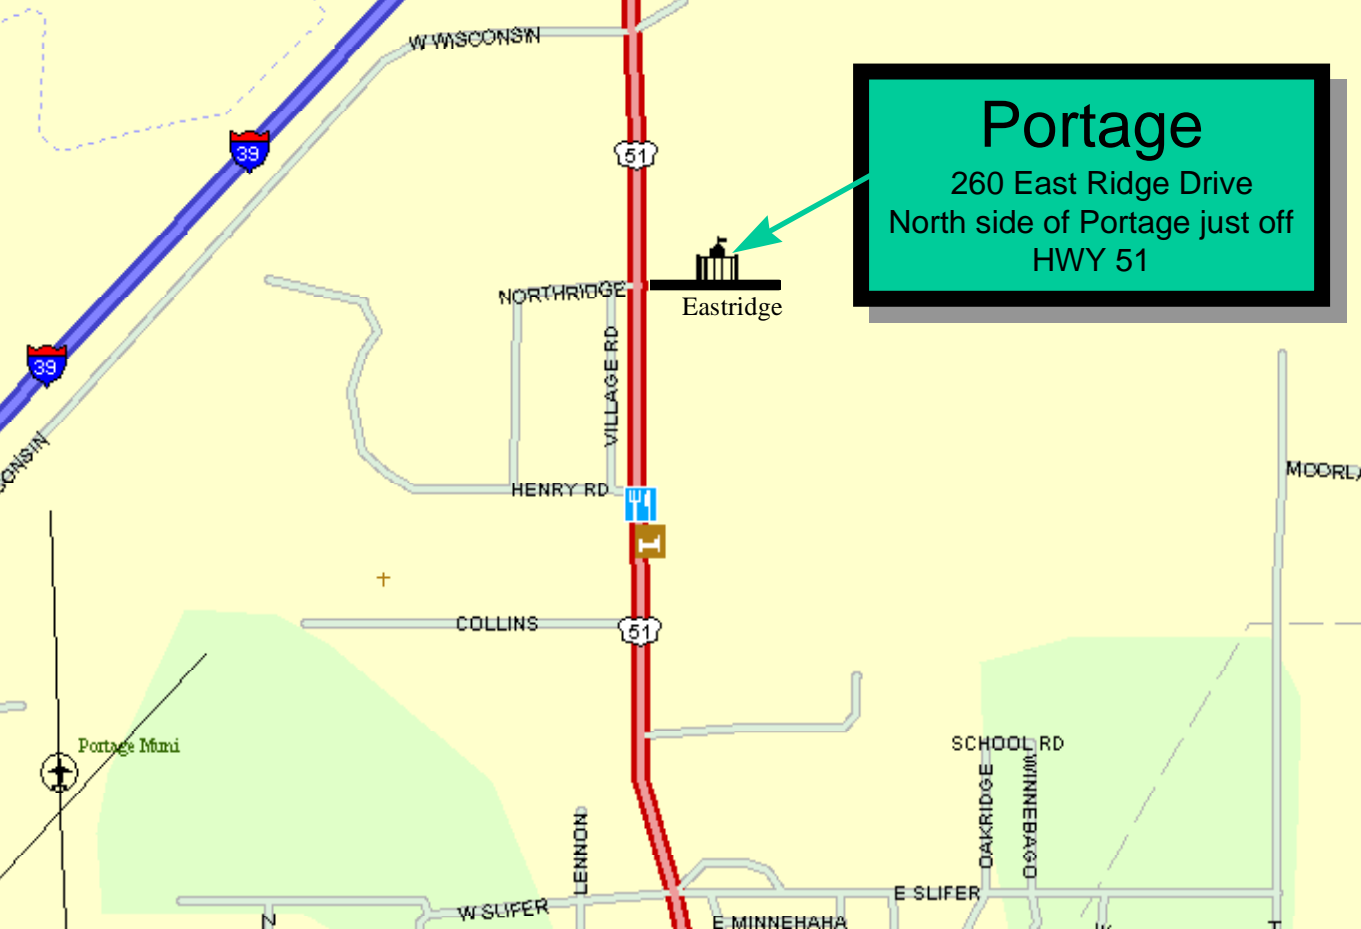 W WISCONSIN
Portage
260 East Ridge Drive
North side of Portage just off
HWY 51
39
51
NORTHRIDGE
Eastridge
VILLAGE RD
39
HENRY RD
MOORLA
COLLINS
51
Portage Muni
SCHOOL RD
OAKRIDGE
WINNEBAGO
LENNON
E SLIFER
W SLIFER
E MINNEHAHA